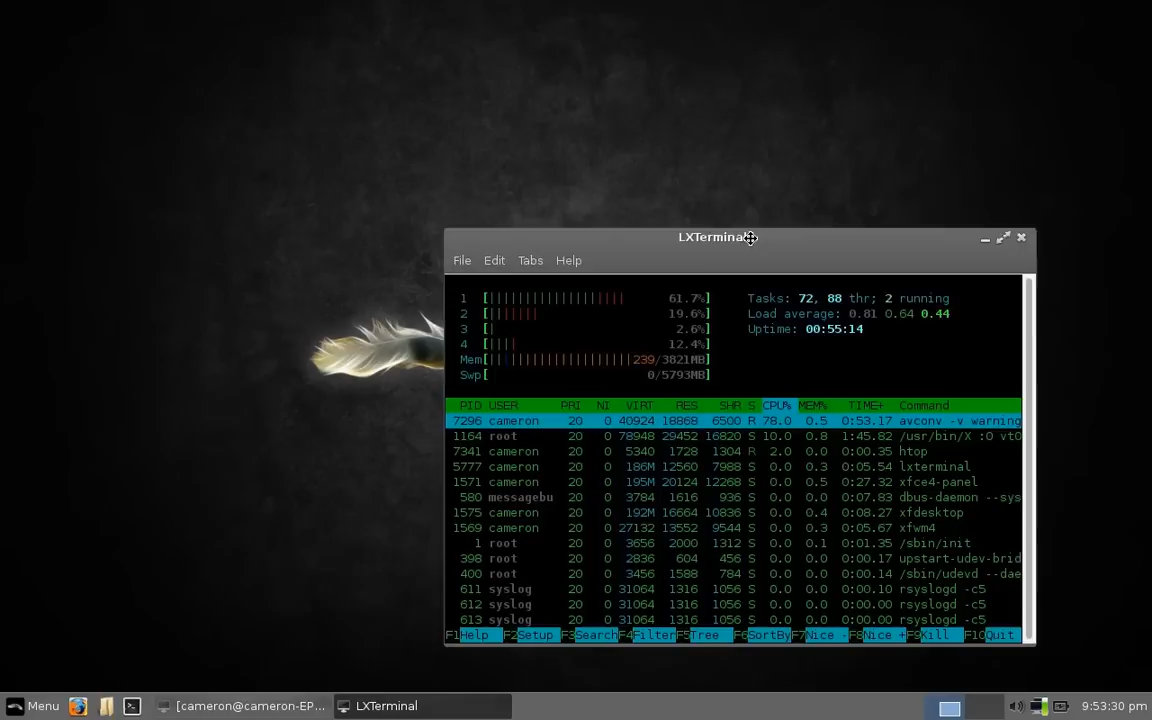 LXTerminal
File Edit Tabs Help
1 [|||||||||||||||||||||| 61.7%] Tasks: 72, 88 thr; 2 running
2 [|||||||| 19.6%] Load average: 0.81 0.64 0.44
3 [| 2.6%] Uptime: 00:55:14
4 [|||| 12.4%]
Mem[|||||||||||||||||||239/3821MB]
Swp[ 0/5793MB]
PID USER PRI NI VIRT RES SHR S CPU% MEM% TIME+ Command
7296 cameron 20 0 40924 18868 6500 R 78.0 0.5 0:53.17 avconv -v warning
1164 root 20 0 78948 29452 16820 S 10.0 0.8 1:45.82 /usr/bin/X :0 vt0
7341 cameron 20 0 5340 1728 1304 R 2.0 0.0 0:00.35 htop
5777 cameron 20 0 186M 12560 7988 S 0.0 0.3 0:05.54 lxterminal
1571 cameron 20 0 195M 20124 12268 S 0.0 0.5 0:27.32 xfce4-panel
580 messagebu 20 0 3784 1616 936 S 0.0 0.0 0:07.83 dbus-daemon --sys
1575 cameron 20 0 192M 16664 10836 S 0.0 0.4 0:08.27 xfdesktop
1569 cameron 20 0 27132 13552 9544 S 0.0 0.3 0:05.67 xfwm4
1 root 20 0 3656 2000 1312 S 0.0 0.1 0:01.35 /sbin/init
398 root 20 0 2836 604 456 S 0.0 0.0 0:00.17 upstart-udev-brid
400 root 20 0 3456 1588 784 S 0.0 0.0 0:00.14 /sbin/udevd --dae
611 syslog 20 0 31064 1316 1056 S 0.0 0.0 0:00.10 rsyslogd -c5
612 syslog 20 0 31064 1316 1056 S 0.0 0.0 0:00.00 rsyslogd -c5
613 syslog 20 0 31064 1316 1056 S 0.0 0.0 0:00.00 rsyslogd -c5
F1Help F2Setup F3Search F4Filter F5Tree F6SortBy F7Nice - F8Nice + F9Kill F10Quit
Menu [cameron@cameron-EP... LXTerminal 9:53:30 pm